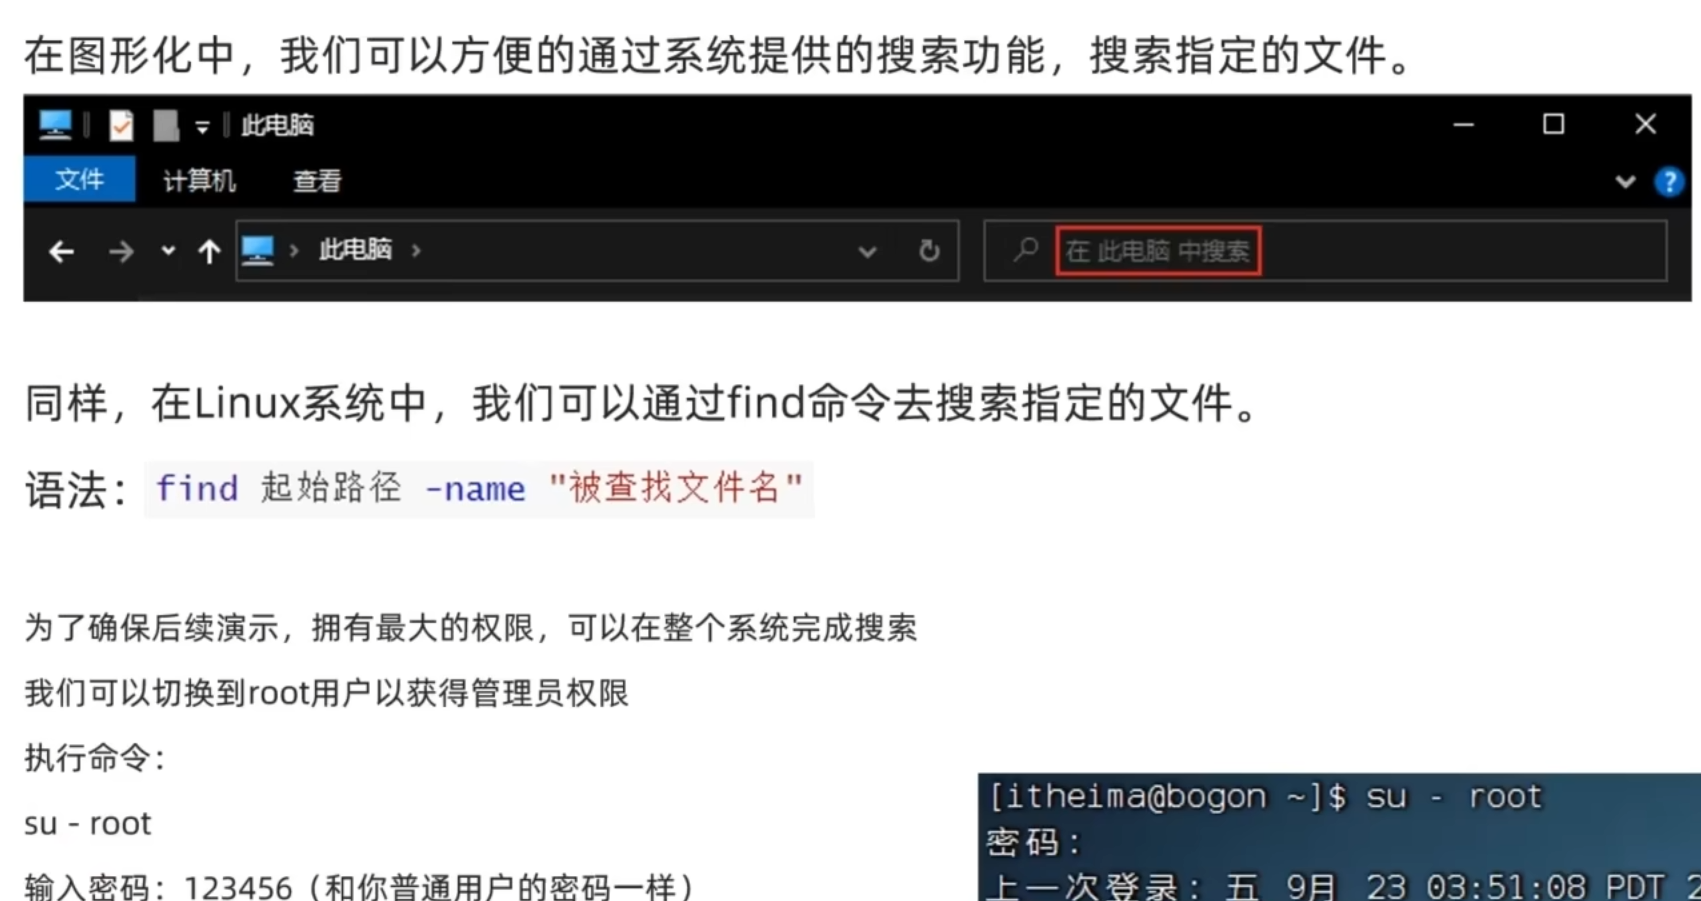 在图形化中，我们可以方便的通过系统提供的搜索功能，搜索指定的文件。
此电脑
文件 计算机 查看
此电脑 在 此电脑 中搜索
同样，在Linux系统中，我们可以通过find命令去搜索指定的文件。
语法：find 起始路径 -name "被查找文件名"
为了确保后续演示，拥有最大的权限，可以在整个系统完成搜索
我们可以切换到root用户以获得管理员权限
执行命令：
su - root
输入密码：123456（和你普通用户的密码一样）
[itheima@bogon ~]$ su - root
密码：
上一次登录：五 9月 23 03:51:08 PDT 2